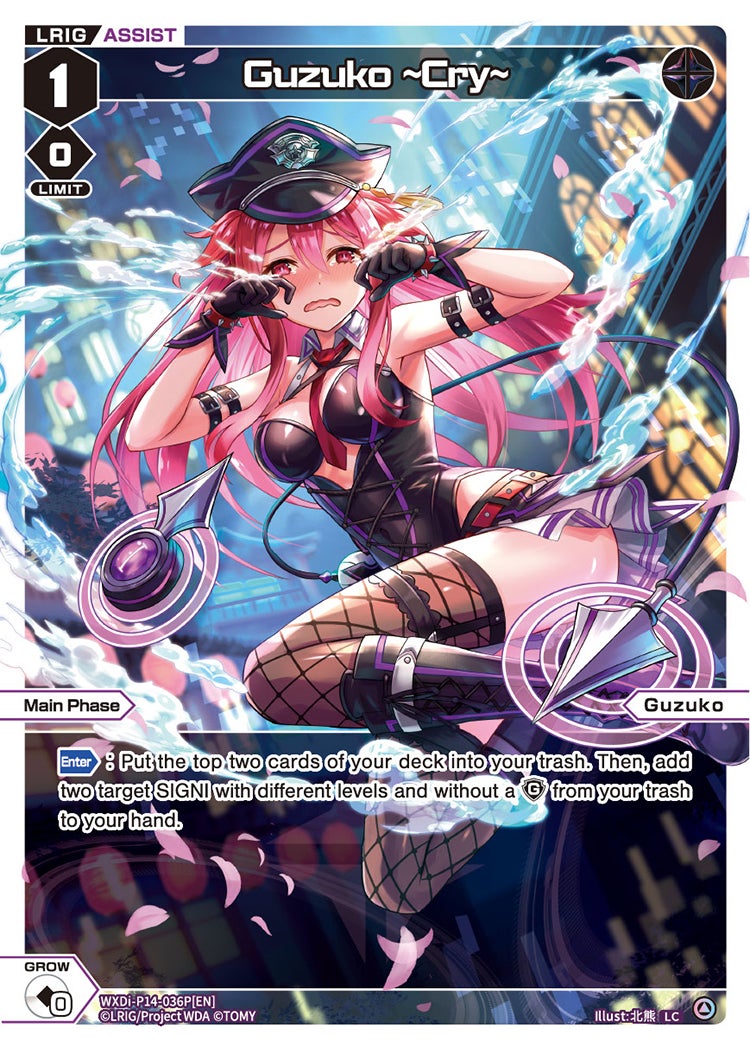 LRIG ASSIST
1
Guzuko ~Cry~
0
LIMIT
Main Phase
Guzuko
Enter : Put the top two cards of your deck into your trash. Then, add
two target SIGNI with different levels and without a G from your trash
to your hand.
GROW
0
WXDi-P14-036P[EN]
©LRIG/Project WDA ©TOMY
Illust:北熊 LC